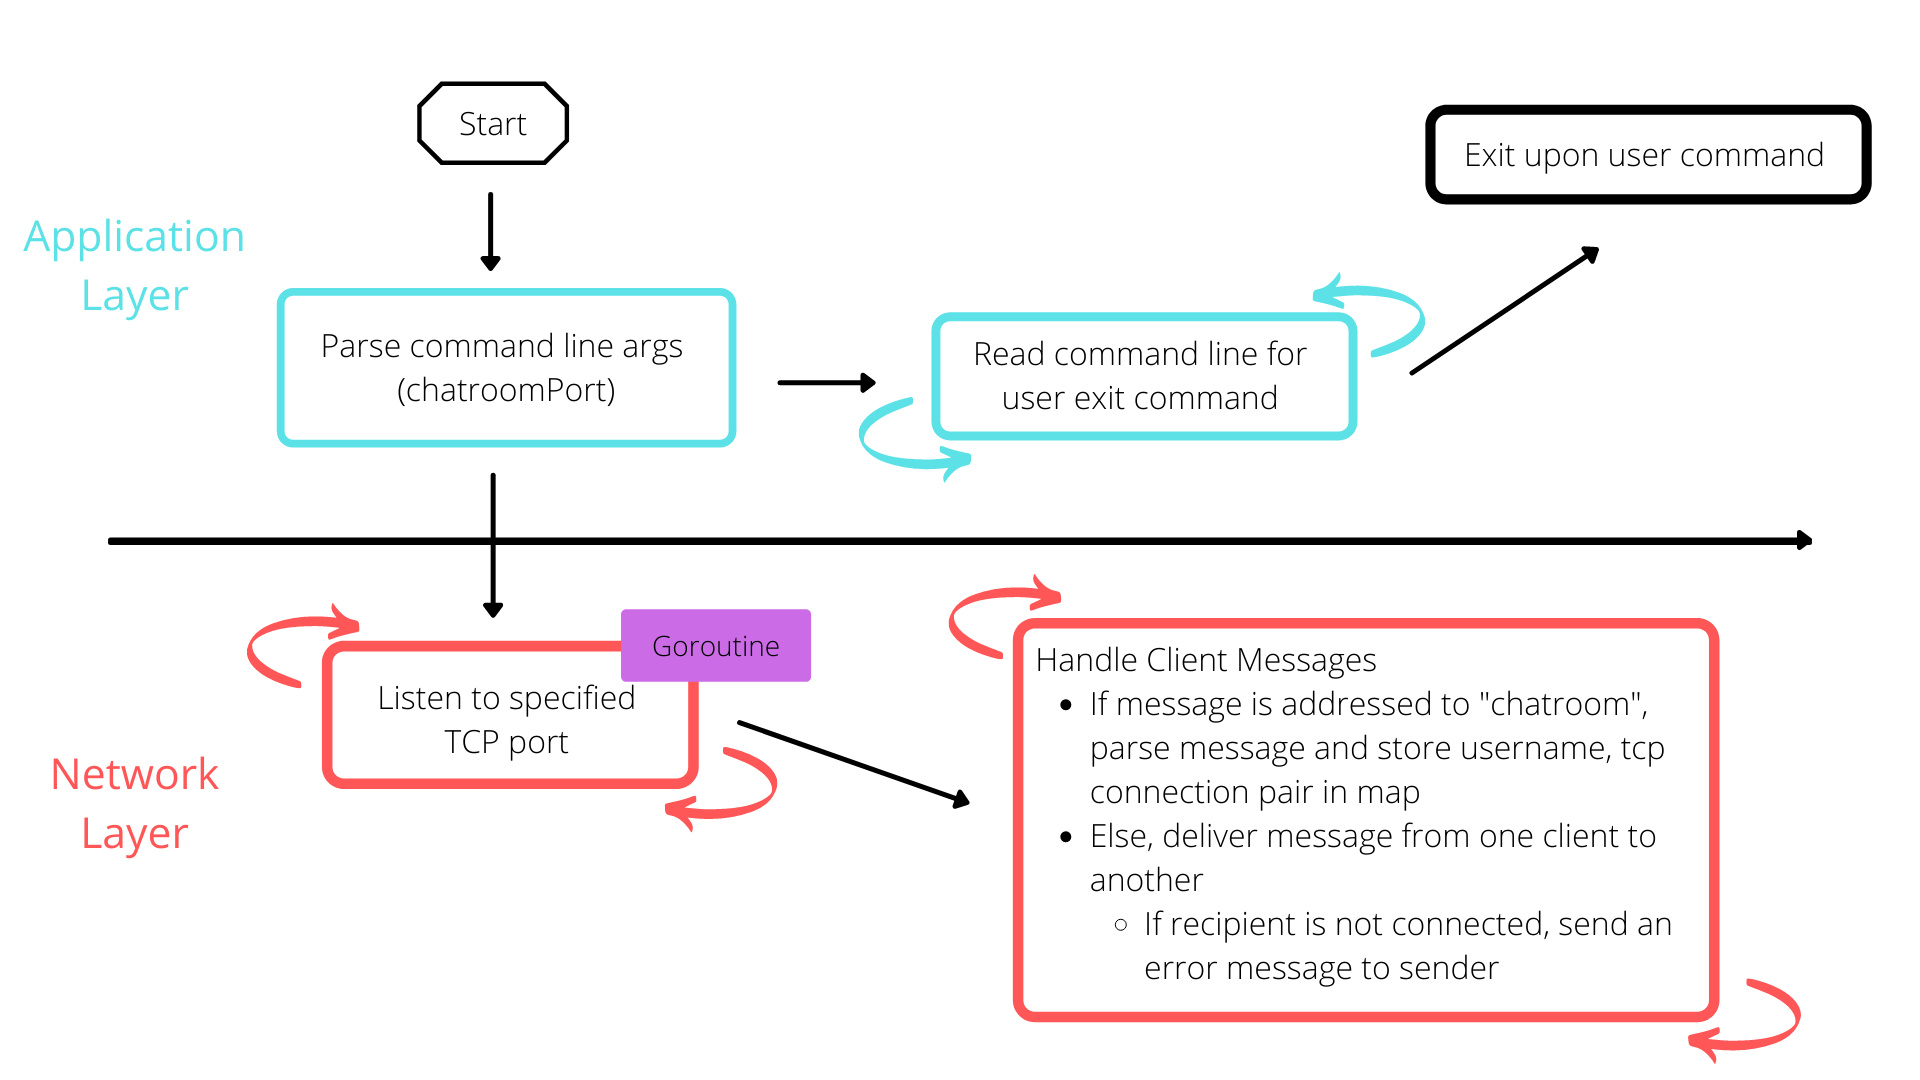 Start
Exit upon user command
Application
Layer
Parse command line args
(chatroomPort)
Read command line for
user exit command
Goroutine
Listen to specified
TCP port
Network
Layer
Handle Client Messages
If message is addressed to "chatroom",
parse message and store username, tcp
connection pair in map
Else, deliver message from one client to
another
If recipient is not connected, send an
error message to sender